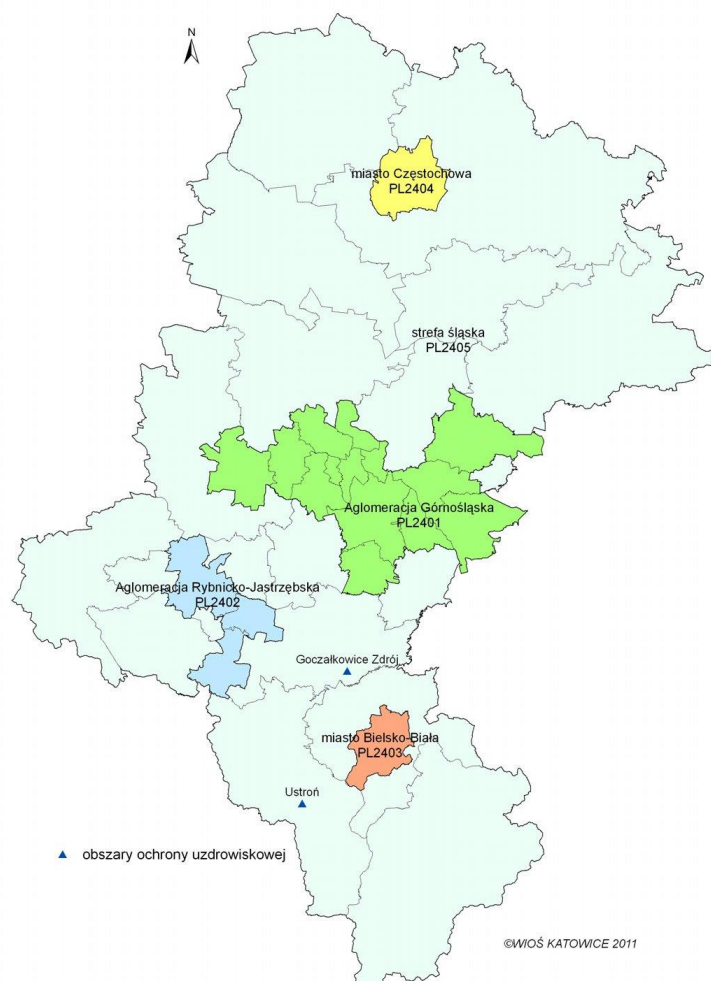 N
miasto Częstochowa
PL2404
strefa śląska
PL2405
Aglomeracja Górnośląska
PL2401
Aglomeracja Rybnicko-Jastrzębska
PL2402
Goczałkowice Zdrój
miasto Bielsko-Biała
PL2403
Ustroń
obszary ochrony uzdrowiskowej
©WIOŚ KATOWICE 2011